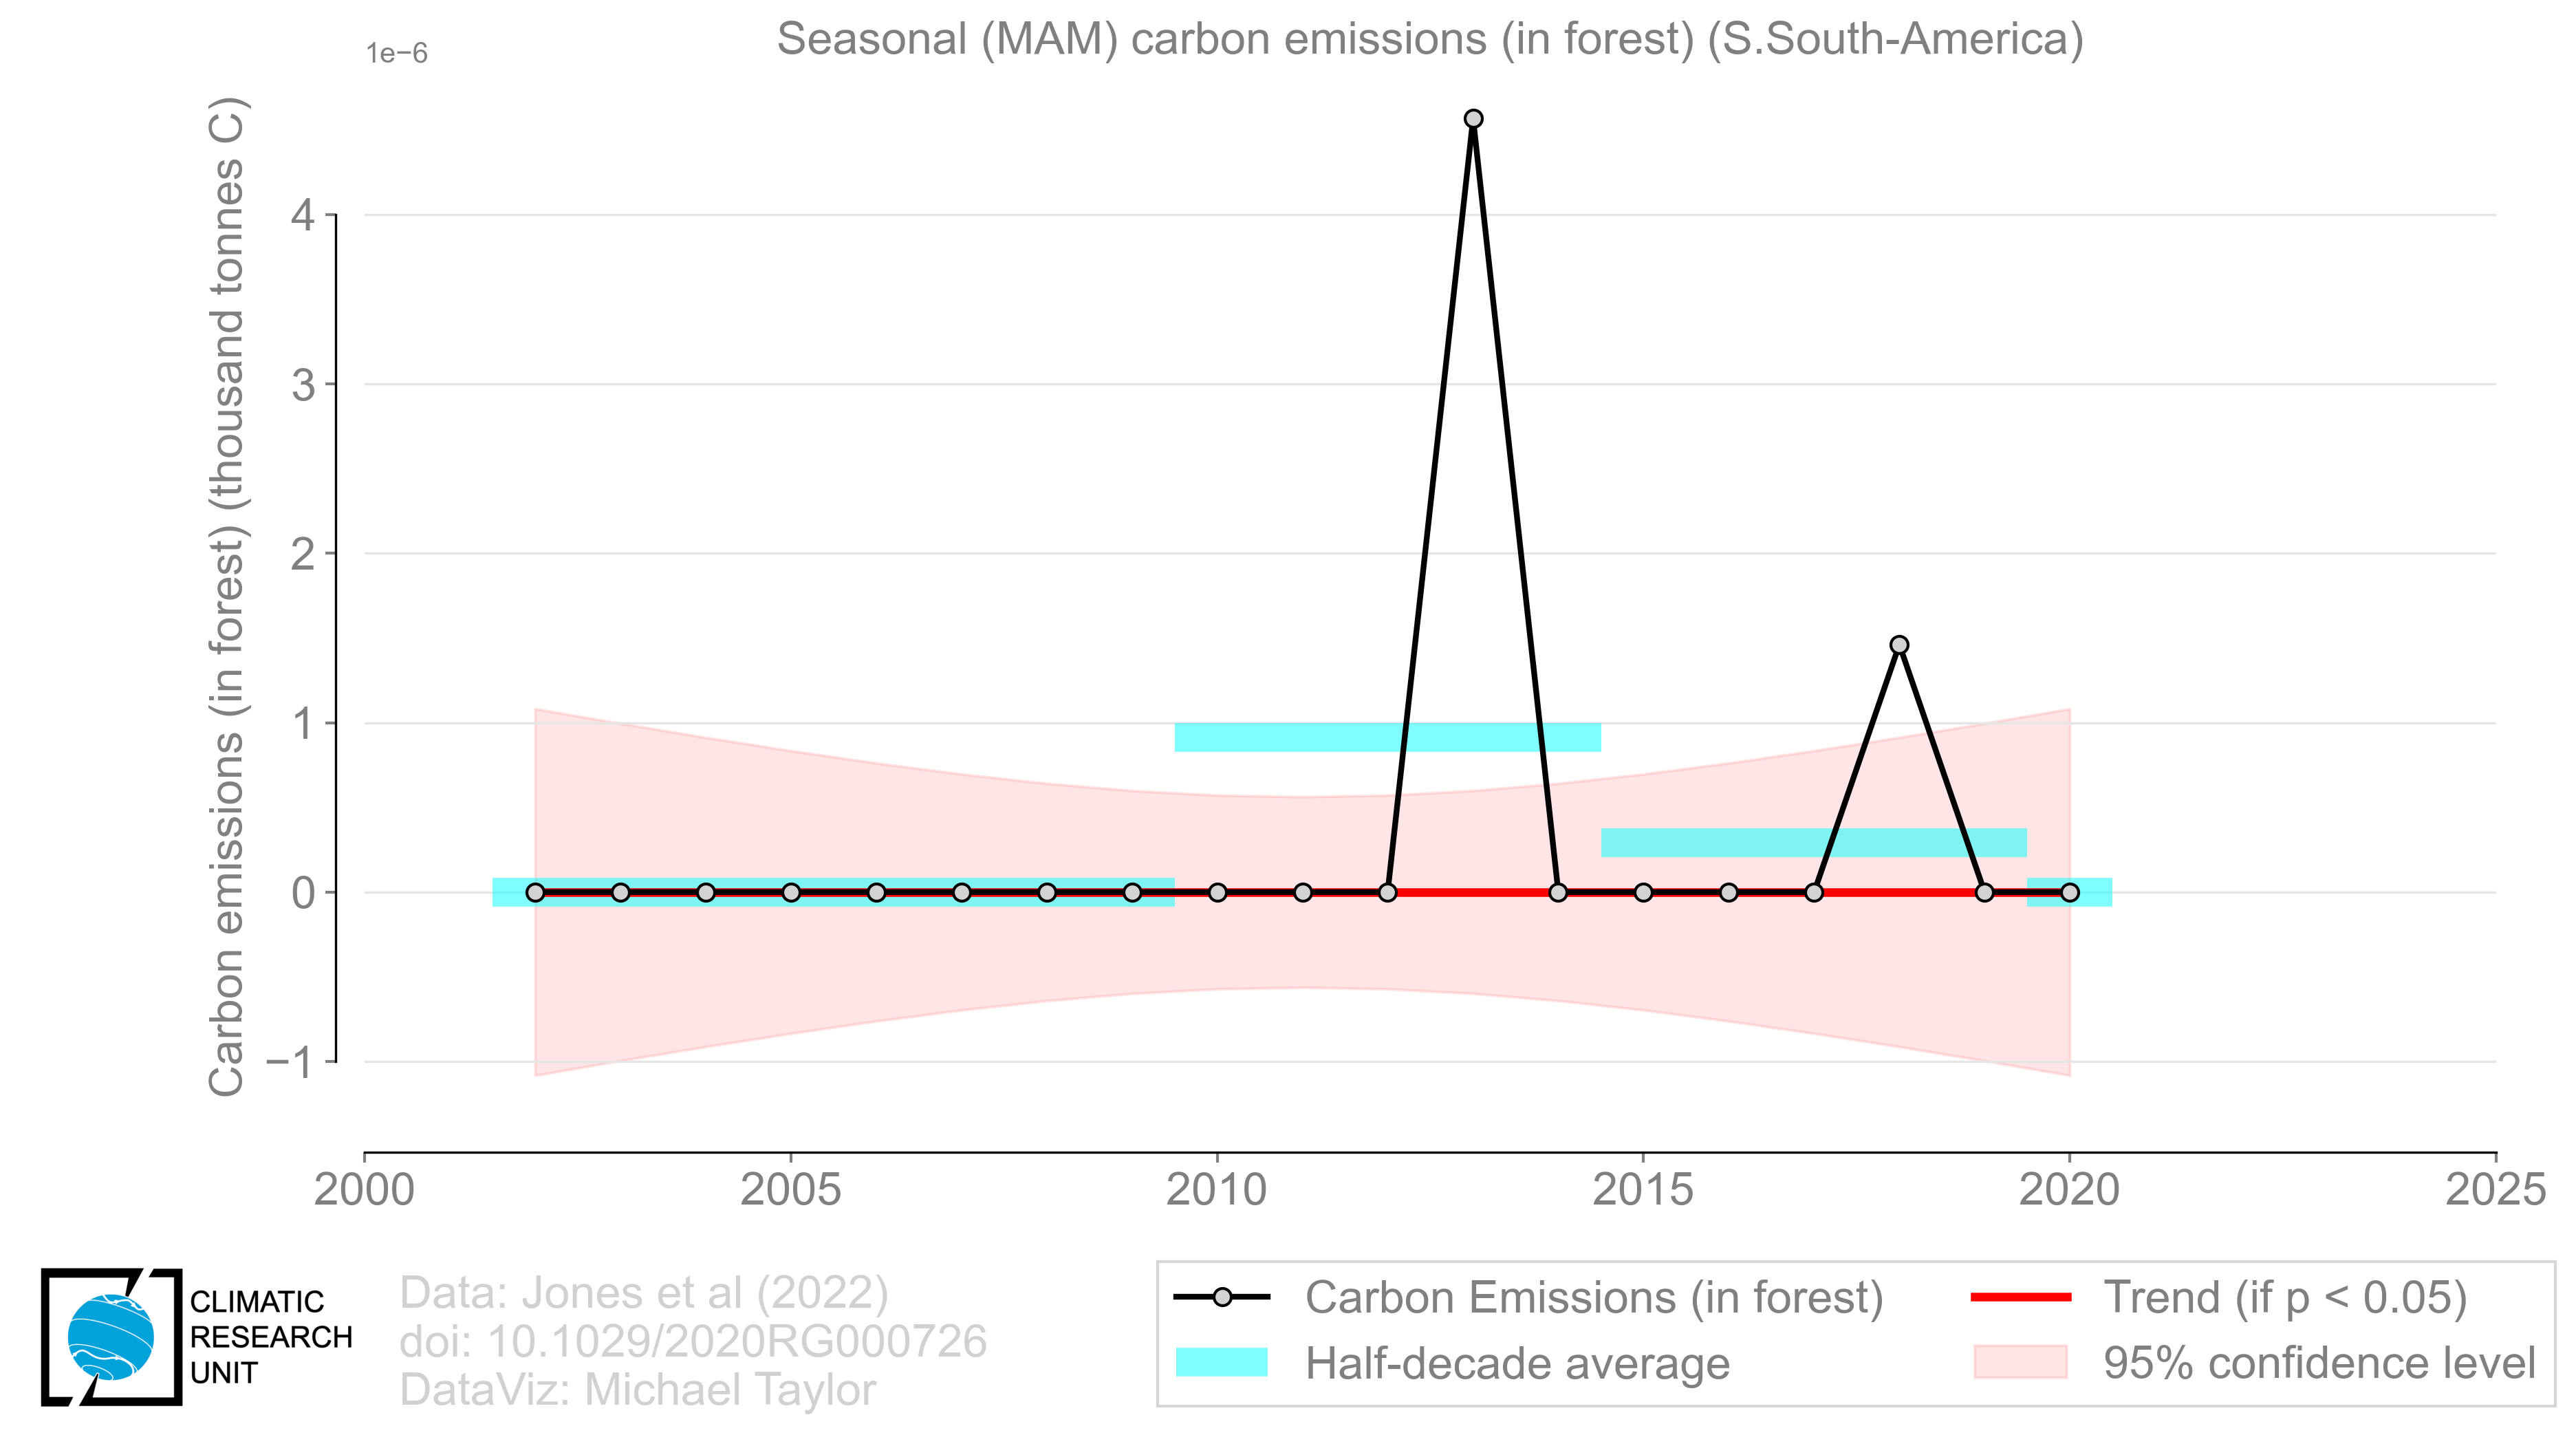 Seasonal (MAM) carbon emissions (in forest) (S.South-America)
1e−6
Carbon emissions (in forest) (thousand tonnes C)
4
3
2
1
0
−1
2000 2005 2010 2015 2020 2025
CLIMATIC
RESEARCH
UNIT
Data: Jones et al (2022)
doi: 10.1029/2020RG000726
DataViz: Michael Taylor
Carbon Emissions (in forest)
Half-decade average
Trend (if p < 0.05)
95% confidence level